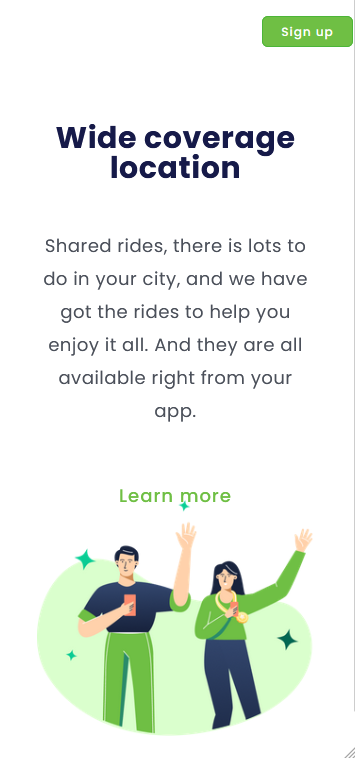 Sign up
Wide coverage
location
Shared rides, there is lots to
do in your city, and we have
got the rides to help you
enjoy it all. And they are all
available right from your
app.
Learn more